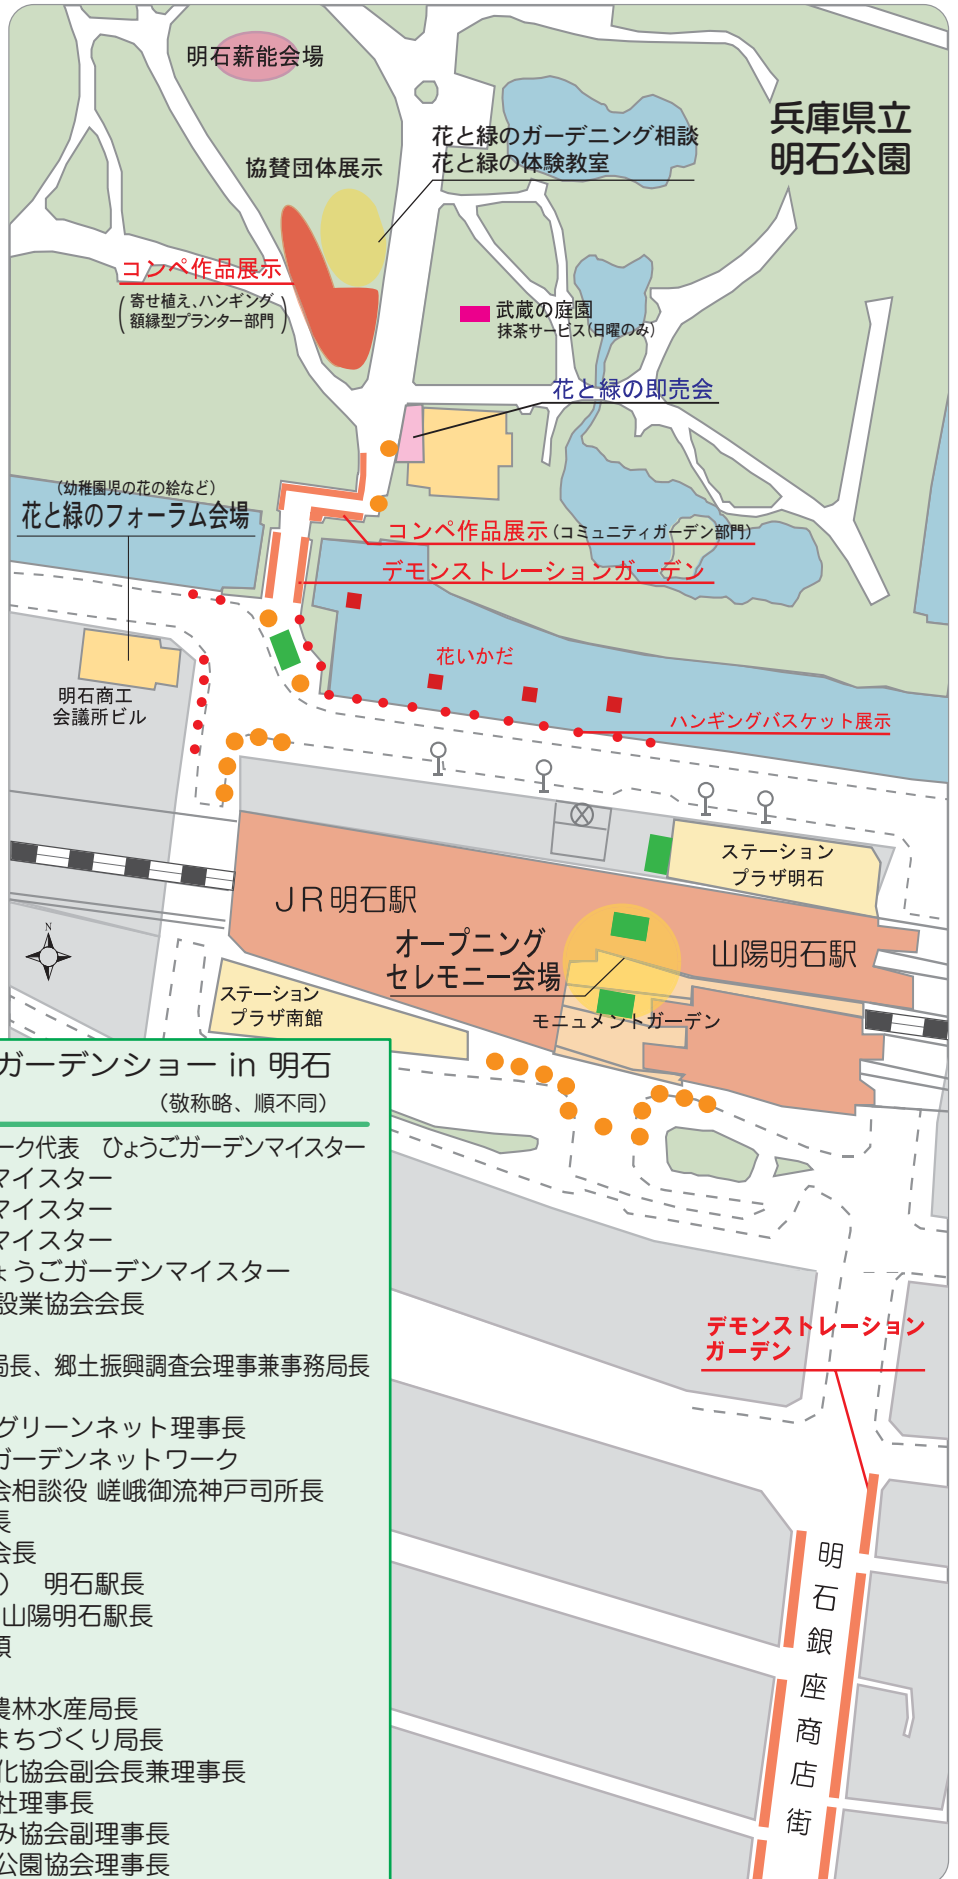 明石薪能会場
兵庫県立
明石公園
花と緑のガーデニング相談
花と緑の体験教室
協賛団体展示
コンペ作品展示
(寄せ植え、ハンギング
額縁型プランター部門)
武蔵の庭園
抹茶サービス(日曜のみ)
花と緑の即売会
(幼稚園児の花の絵など)
花と緑のフォーラム会場
コンペ作品展示(コミュニティガーデン部門)
デモンストレーションガーデン
花いかだ
明石商工
会議所ビル
ハンギングバスケット展示
ステーション
プラザ明石
JR明石駅
N
オープニング
セレモニー会場
山陽明石駅
ステーション
プラザ南館
モニュメントガーデン
ガーデンショー in 明石
(敬称略、順不同)
ーク代表 ひょうごガーデンマイスター
マイスター
マイスター
マイスター
ょうごガーデンマイスター
設業協会会長
局長、郷土振興調査会理事兼事務局長
グリーンネット理事長
ガーデンネットワーク
会相談役 嵯峨御流神戸司所長
長
会長
) 明石駅長
山陽明石駅長
頭
農林水産局長
まちづくり局長
化協会副会長兼理事長
社理事長
み協会副理事長
公園協会理事長
デモンストレーション
ガーデン
明石銀座商店街